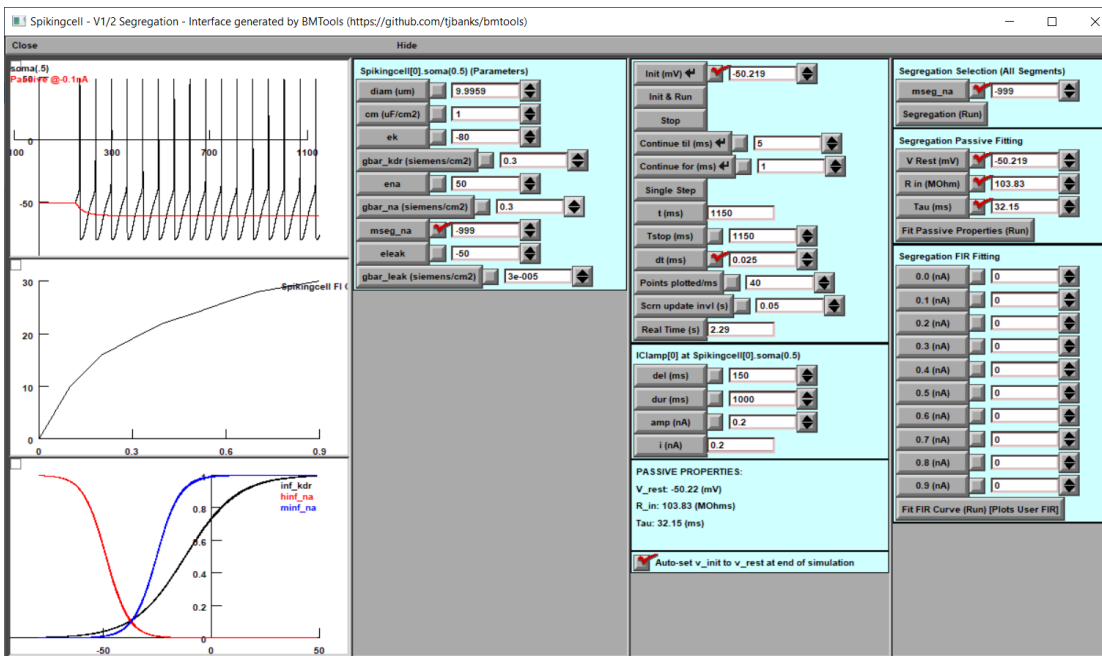 Spikingcell - V1/2 Segregation - Interface generated by BMTools (https://github.com/tjbanks/bmtools)
Close Hide
soma(.5)
Passive @-0.1nA
50
0
100 300 700 1100
-50
Spikingcell FI
30
20
10
0
0 0.3 0.6 0.9
inf_kdr
hinf_na
minf_na
1
0.8
0.6
0.4
0.2
0
-50 0 50
Spikingcell[0].soma(0.5) (Parameters)
diam (um) 9.9959
cm (uF/cm2) 1
ek -80
gbar_kdr (siemens/cm2) 0.3
ena 50
gbar_na (siemens/cm2) 0.3
mseg_na -999
eleak -50
gbar_leak (siemens/cm2) 3e-005
Init (mV) -50.219
Init & Run
Stop
Continue til (ms) 5
Continue for (ms) 1
Single Step
t (ms) 1150
Tstop (ms) 1150
dt (ms) 0.025
Points plotted/ms 40
Scrn update invl (s) 0.05
Real Time (s) 2.29
IClamp[0] at Spikingcell[0].soma(0.5)
del (ms) 150
dur (ms) 1000
amp (nA) 0.2
i (nA) 0.2
PASSIVE PROPERTIES:
V_rest: -50.22 (mV)
R_in: 103.83 (MOhms)
Tau: 32.15 (ms)
Auto-set v_init to v_rest at end of simulation
Segregation Selection (All Segments)
mseg_na -999
Segregation (Run)
Segregation Passive Fitting
V Rest (mV) -50.219
R in (MOhm) 103.83
Tau (ms) 32.15
Fit Passive Properties (Run)
Segregation FIR Fitting
0.0 (nA) 0
0.1 (nA) 0
0.2 (nA) 0
0.3 (nA) 0
0.4 (nA) 0
0.5 (nA) 0
0.6 (nA) 0
0.7 (nA) 0
0.8 (nA) 0
0.9 (nA) 0
Fit FIR Curve (Run) [Plots User FIR]